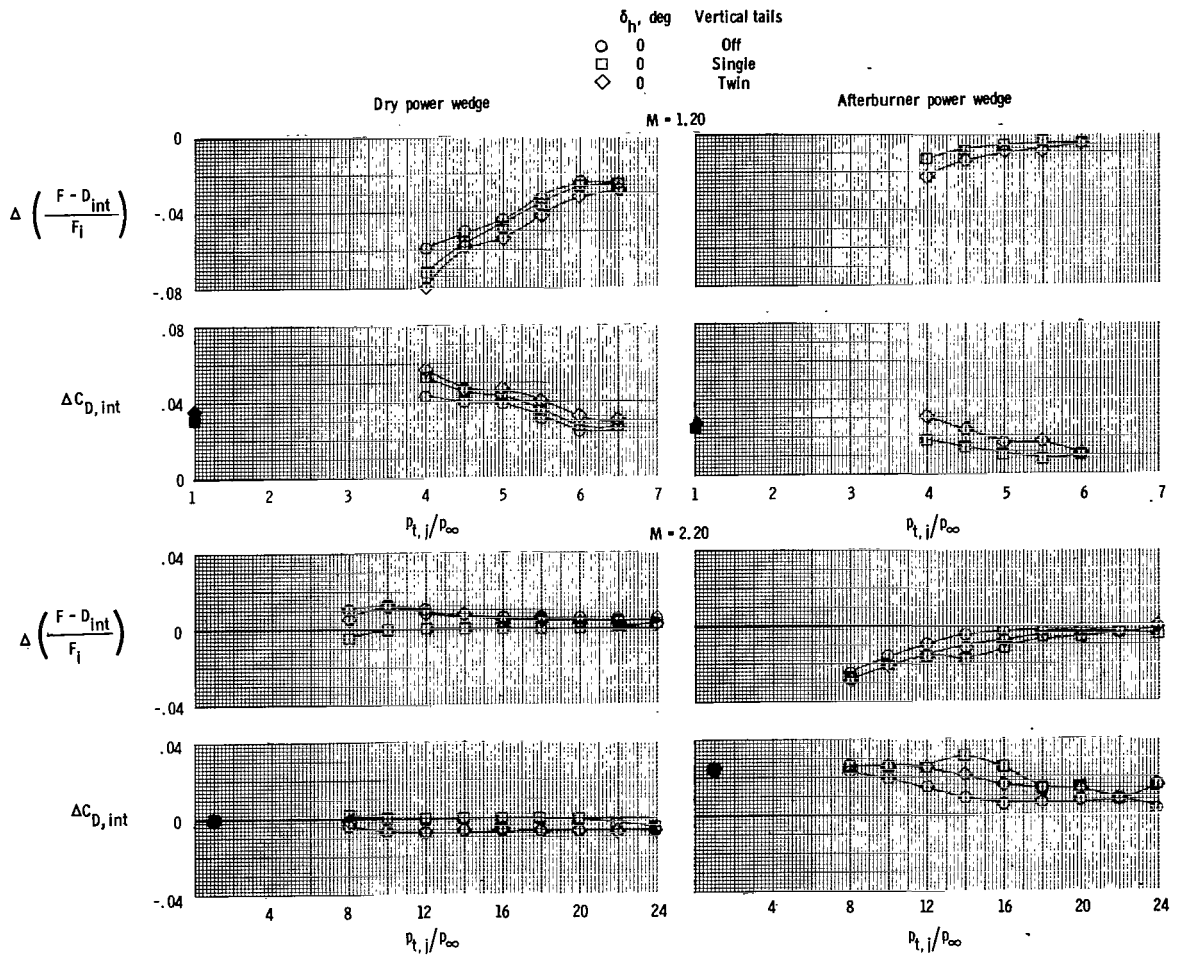 δh, deg Vertical tails
0 Off
0 Single
0 Twin
Dry power wedge
Afterburner power wedge
M = 1.20
0
-.04
-.08
Δ (F - Dint / Fi)
.08
.04
0
ΔCD, int
1 2 3 4 5 6 7
1 2 3 4 5 6 7
pt, j/p∞
pt, j/p∞
M = 2.20
.04
0
-.04
Δ (F - Dint / Fi)
.04
0
-.04
ΔCD, int
4 8 12 16 20 24
4 8 12 16 20 24
pt, j/p∞
pt, j/p∞